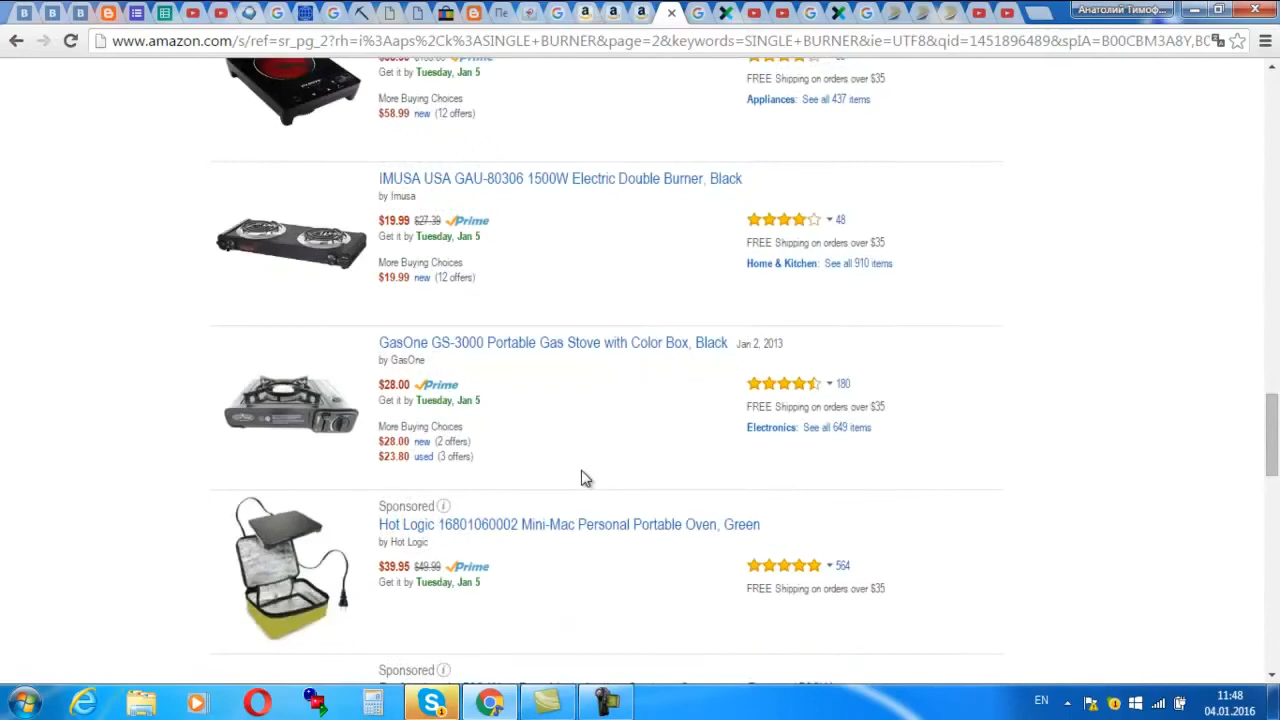 Анатолий Тимоф...
www.amazon.com/s/ref=sr_pg_2?rh=i%3Aaps%2Ck%3ASINGLE+BURNER&page=2&keywords=SINGLE+BURNER&ie=UTF8&qid=1451896489&spIA=B00CBM3A8Y,B0
Get it by Tuesday, Jan 5
FREE Shipping on orders over $35
More Buying Choices
Appliances: See all 437 items
$58.99 new (12 offers)
IMUSA USA GAU-80306 1500W Electric Double Burner, Black
by Imusa
$19.99 $27.39 Prime
48
Get it by Tuesday, Jan 5
FREE Shipping on orders over $35
More Buying Choices
Home & Kitchen: See all 910 items
$19.99 new (12 offers)
GasOne GS-3000 Portable Gas Stove with Color Box, Black Jan 2, 2013
by GasOne
$28.00 Prime
180
Get it by Tuesday, Jan 5
FREE Shipping on orders over $35
More Buying Choices
Electronics: See all 649 items
$28.00 new (2 offers)
$23.80 used (3 offers)
Sponsored
Hot Logic 16801060002 Mini-Mac Personal Portable Oven, Green
by Hot Logic
$39.95 $49.99 Prime
564
Get it by Tuesday, Jan 5
FREE Shipping on orders over $35
Sponsored
EN
11:48
04.01.2016